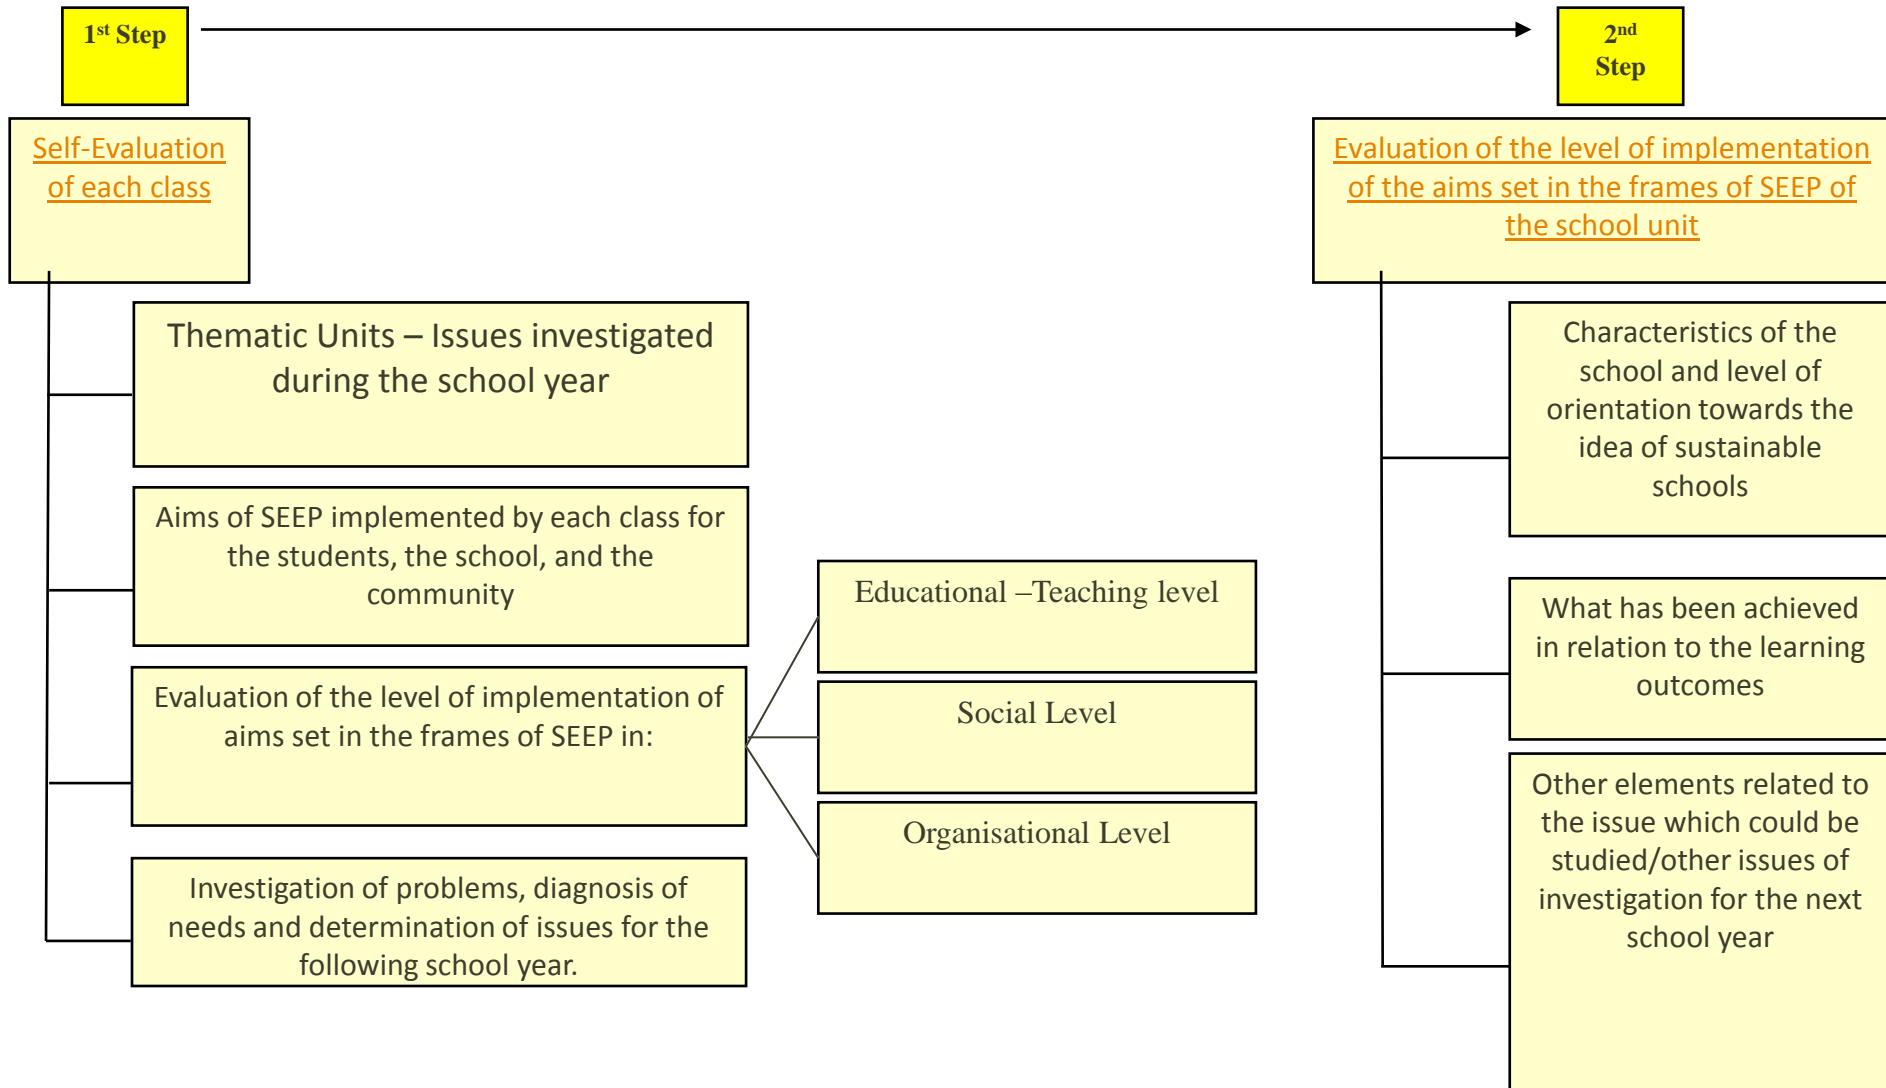 1st Step
Self-Evaluation
of each class
Thematic Units – Issues investigated
during the school year
Aims of SEEP implemented by each class for
the students, the school, and the
community
Evaluation of the level of implementation of
aims set in the frames of SEEP in:
Educational –Teaching level
Social Level
Organisational Level
Investigation of problems, diagnosis of
needs and determination of issues for the
following school year.
2nd
Step
Evaluation of the level of implementation
of the aims set in the frames of SEEP of
the school unit
Characteristics of the
school and level of
orientation towards the
idea of sustainable
schools
What has been achieved
in relation to the learning
outcomes
Other elements related to
the issue which could be
studied/other issues of
investigation for the next
school year